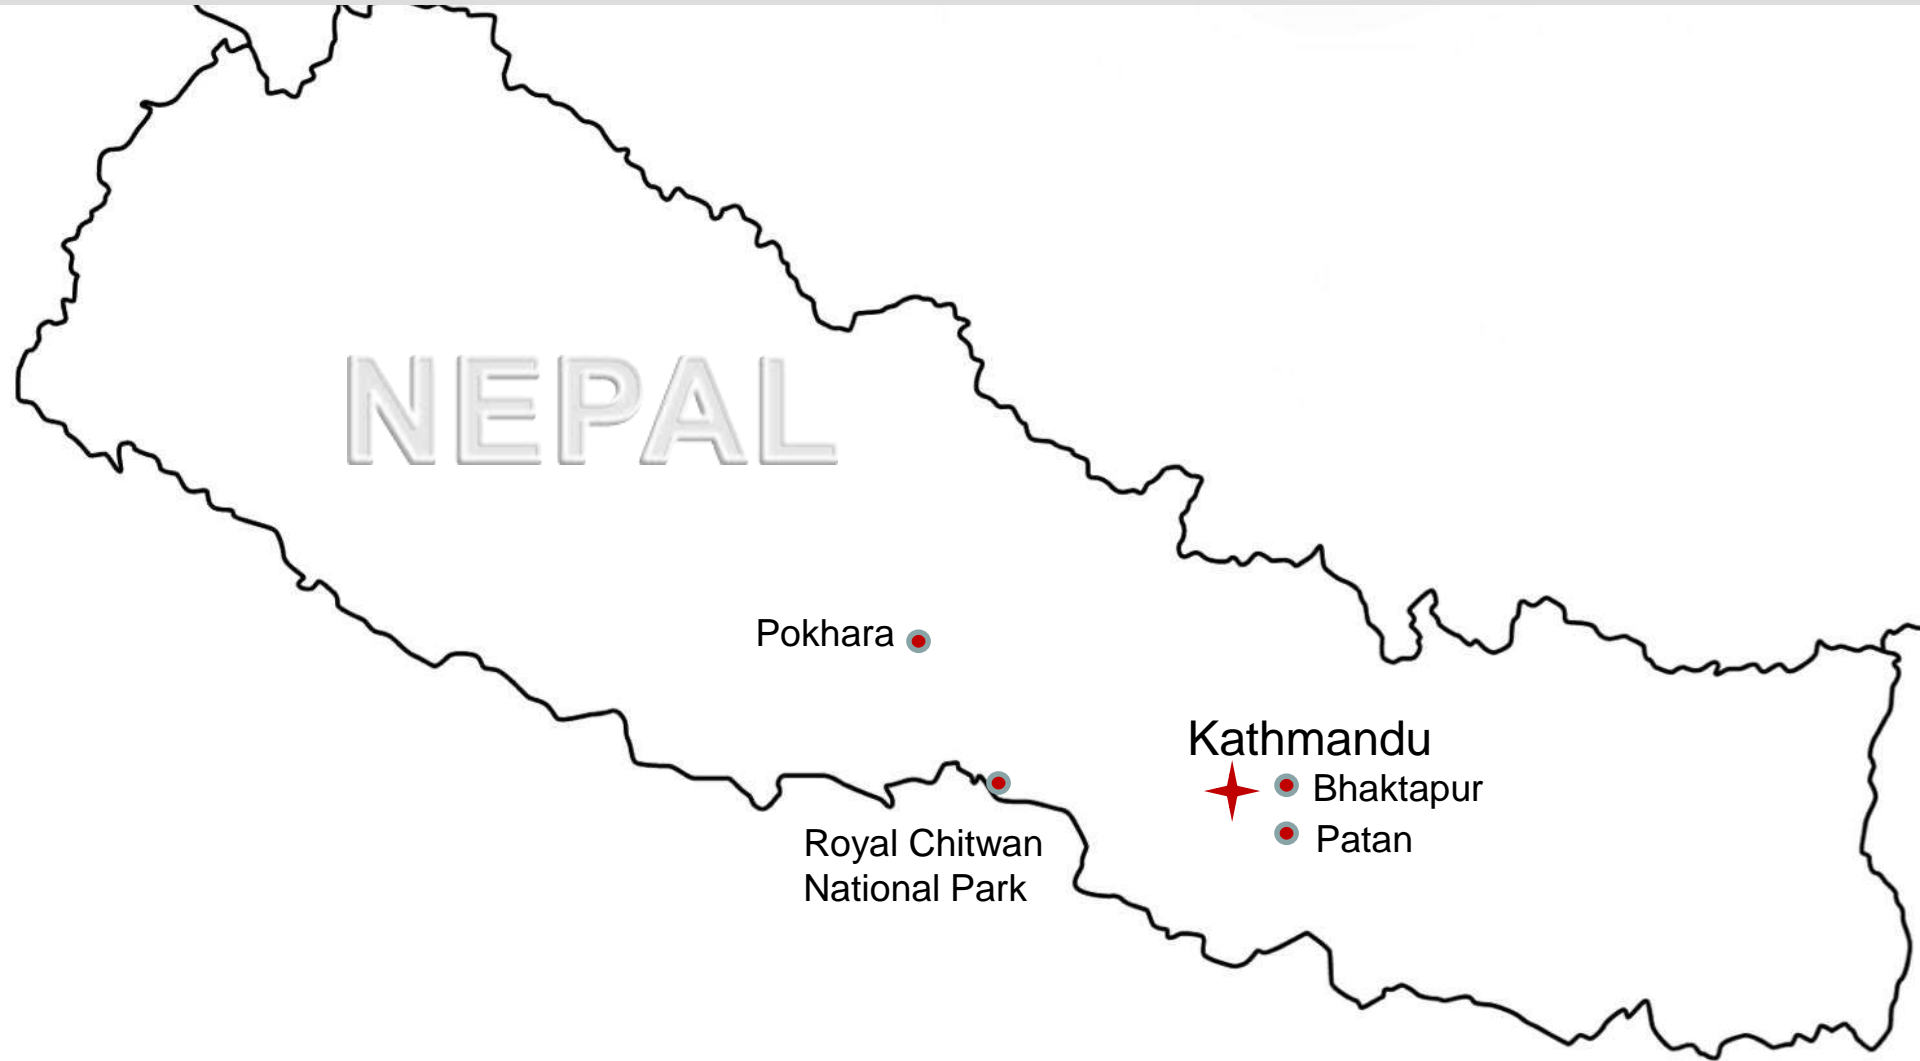 NEPAL
Pokhara
Kathmandu
Bhaktapur
Patan
Royal Chitwan
National Park